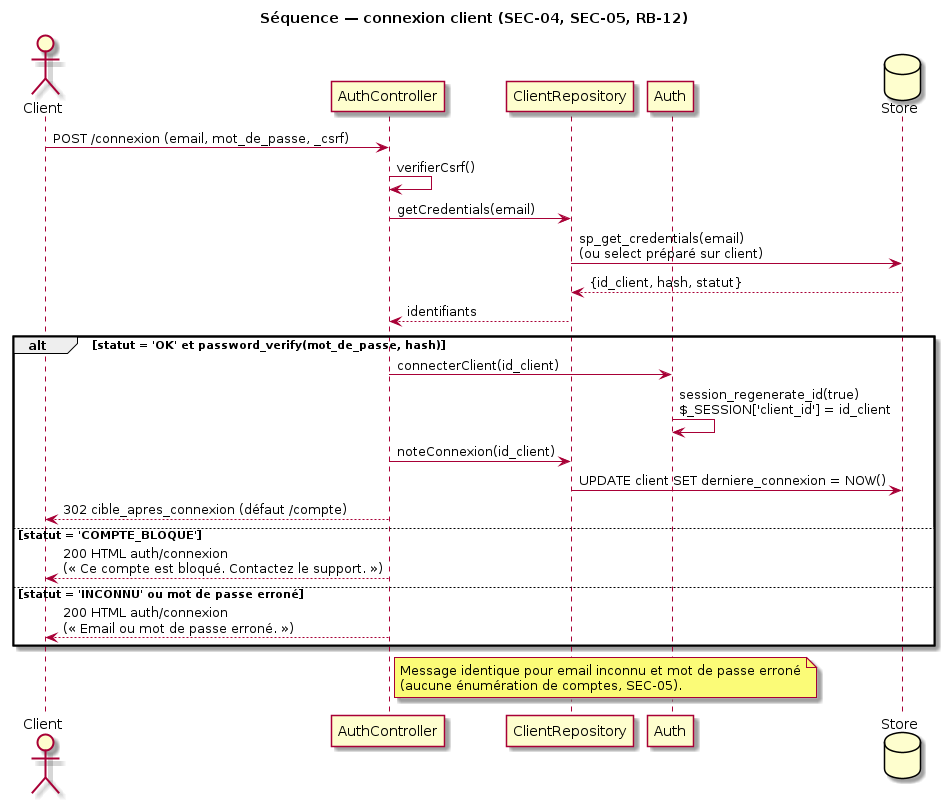 Séquence — connexion client (SEC-04, SEC-05, RB-12)
Client
AuthController
ClientRepository
Auth
Store
POST /connexion (email, mot_de_passe, _csrf)
verifierCsrf()
getCredentials(email)
sp_get_credentials(email)
(ou select préparé sur client)
{id_client, hash, statut}
identifiants
alt
[statut = 'OK' et password_verify(mot_de_passe, hash)]
connecterClient(id_client)
session_regenerate_id(true)
$_SESSION['client_id'] = id_client
noteConnexion(id_client)
UPDATE client SET derniere_connexion = NOW()
302 cible_apres_connexion (défaut /compte)
[statut = 'COMPTE_BLOQUE']
200 HTML auth/connexion
(« Ce compte est bloqué. Contactez le support. »)
[statut = 'INCONNU' ou mot de passe erroné]
200 HTML auth/connexion
(« Email ou mot de passe erroné. »)
Message identique pour email inconnu et mot de passe erroné
(aucune énumération de comptes, SEC-05).
Client
AuthController
ClientRepository
Auth
Store